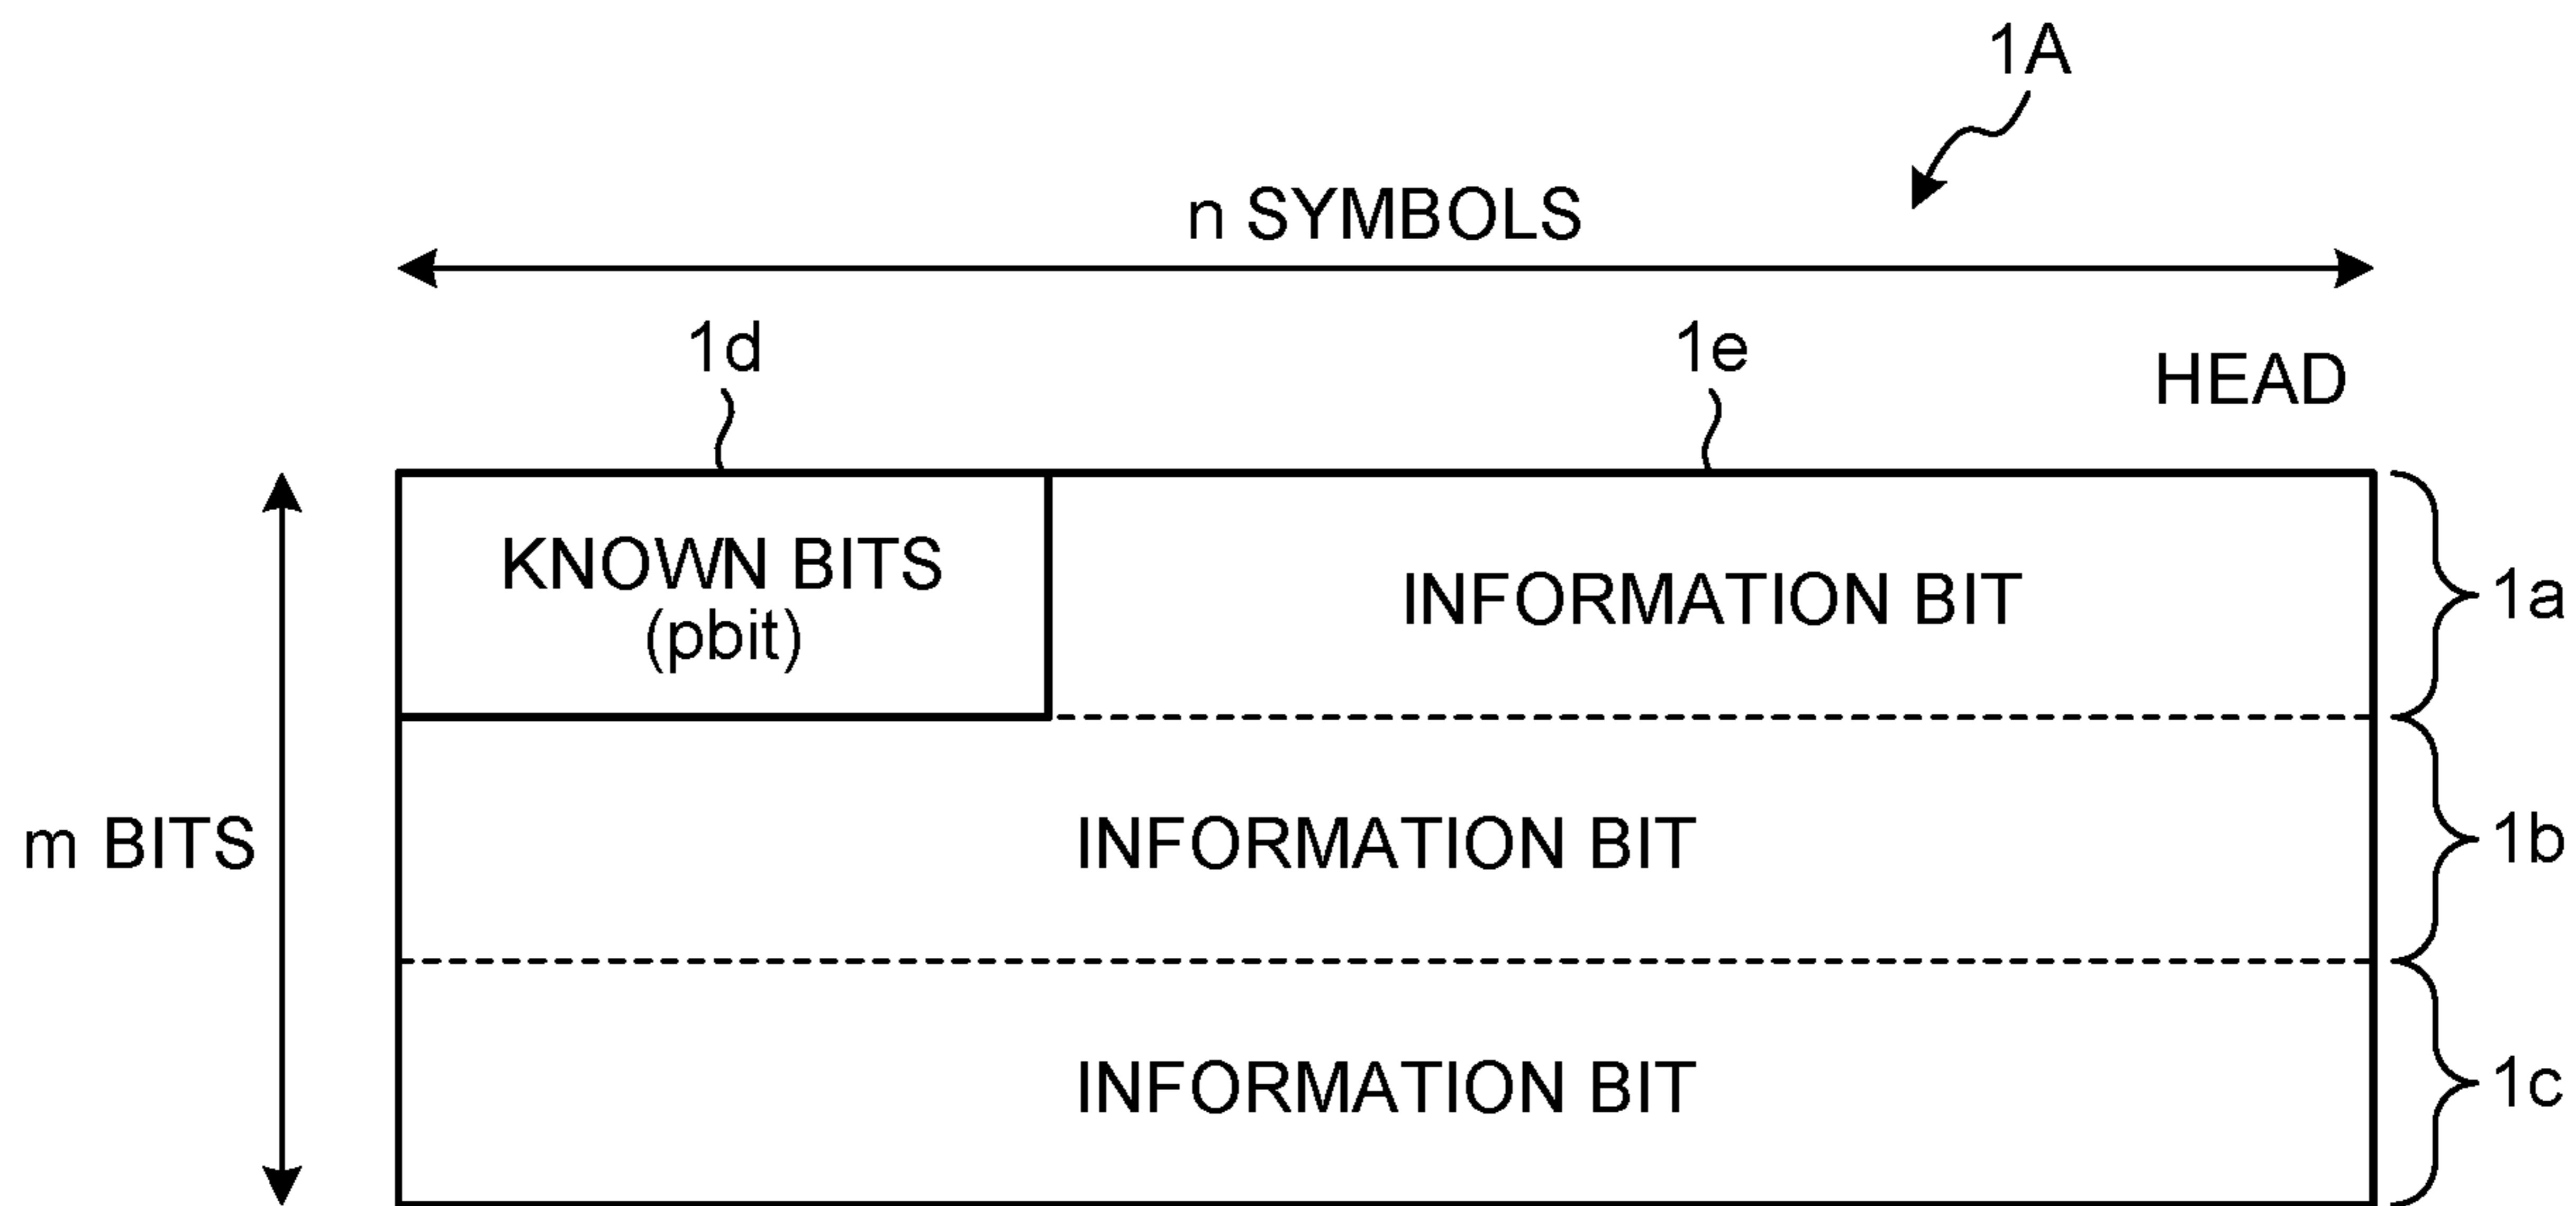 1A
n SYMBOLS
1d
1e
HEAD
KNOWN BITS
(pbit)
INFORMATION BIT
1a
m BITS
INFORMATION BIT
1b
INFORMATION BIT
1c